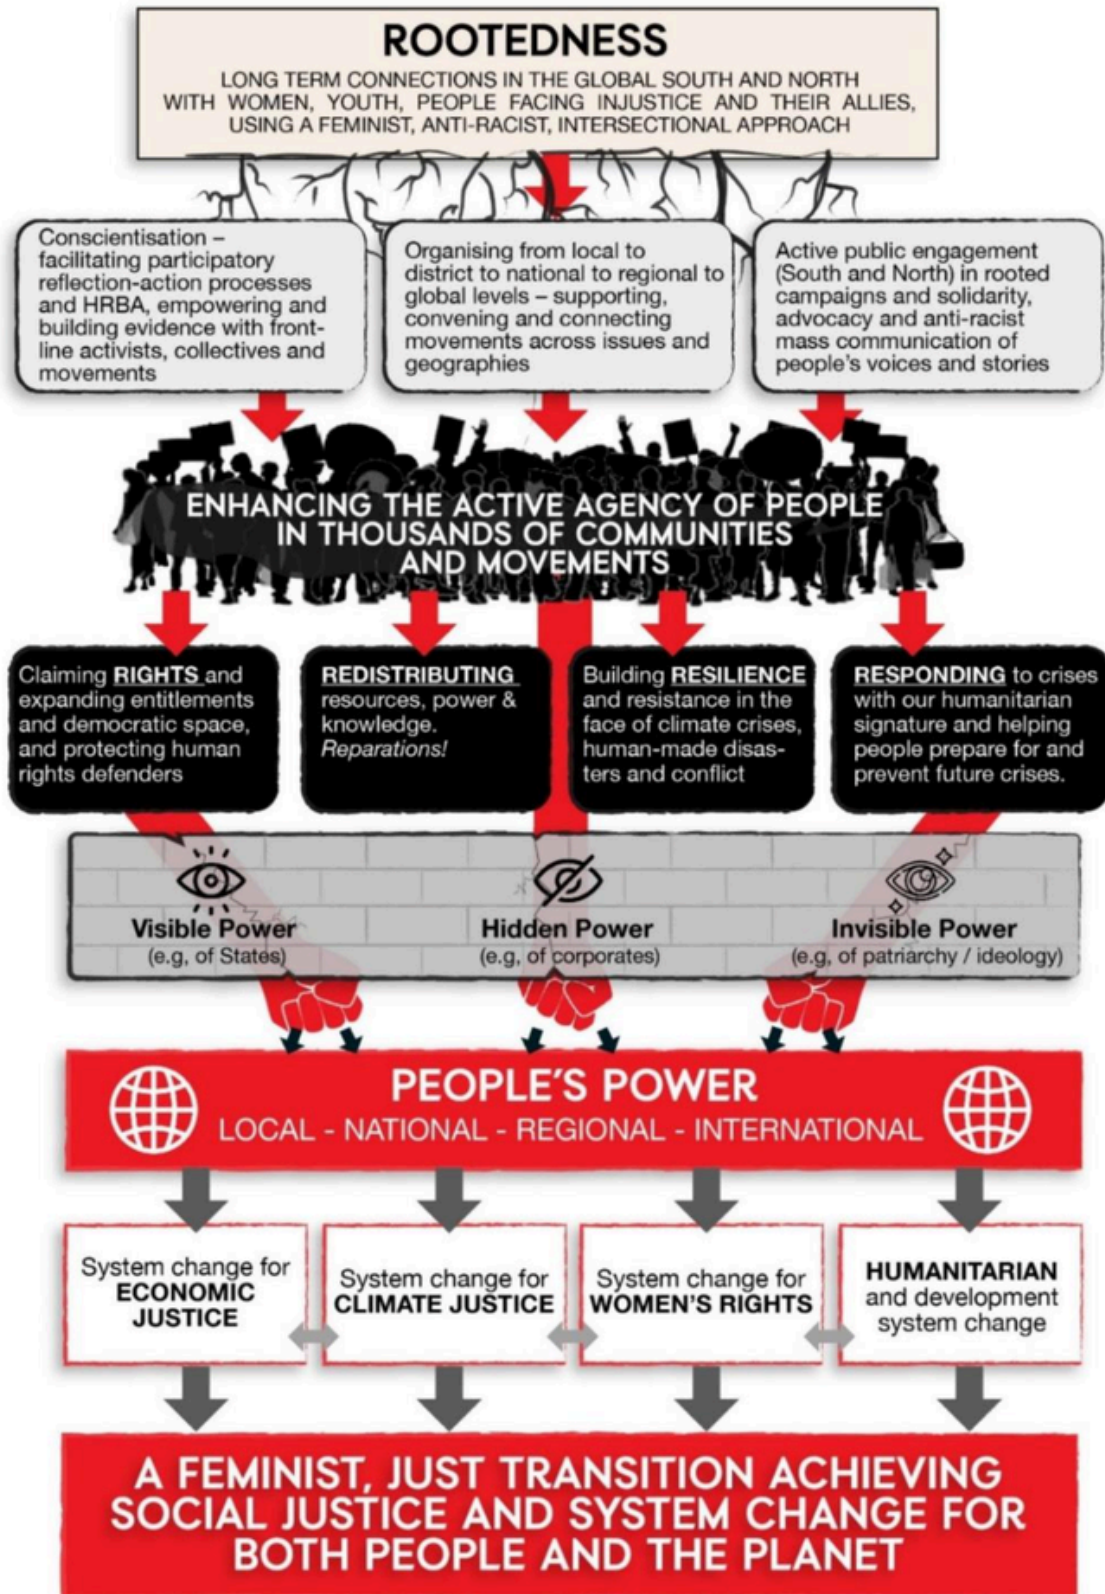 ROOTEDNESS
LONG TERM CONNECTIONS IN THE GLOBAL SOUTH AND NORTH
WITH WOMEN, YOUTH, PEOPLE FACING INJUSTICE AND THEIR ALLIES,
USING A FEMINIST, ANTI-RACIST, INTERSECTIONAL APPROACH
Conscientisation –
facilitating participatory
reflection-action processes
and HRBA, empowering and
building evidence with front-
line activists, collectives and
movements
Organising from local to
district to national to regional to
global levels – supporting,
convening and connecting
movements across issues and
geographies
Active public engagement
(South and North) in rooted
campaigns and solidarity,
advocacy and anti-racist
mass communication of
people's voices and stories
ENHANCING THE ACTIVE AGENCY OF PEOPLE
IN THOUSANDS OF COMMUNITIES
AND MOVEMENTS
Claiming RIGHTS and
expanding entitlements
and democratic space,
and protecting human
rights defenders
REDISTRIBUTING
resources, power &
knowledge.
Reparations!
Building RESILIENCE
and resistance in the
face of climate crises,
human-made disas-
ters and conflict
RESPONDING to crises
with our humanitarian
signature and helping
people prepare for and
prevent future crises.
Visible Power
(e.g, of States)
Hidden Power
(e.g, of corporates)
Invisible Power
(e.g, of patriarchy / ideology)
PEOPLE'S POWER
LOCAL - NATIONAL - REGIONAL - INTERNATIONAL
System change for
ECONOMIC
JUSTICE
System change for
CLIMATE JUSTICE
System change for
WOMEN'S RIGHTS
HUMANITARIAN
and development
system change
A FEMINIST, JUST TRANSITION ACHIEVING
SOCIAL JUSTICE AND SYSTEM CHANGE FOR
BOTH PEOPLE AND THE PLANET